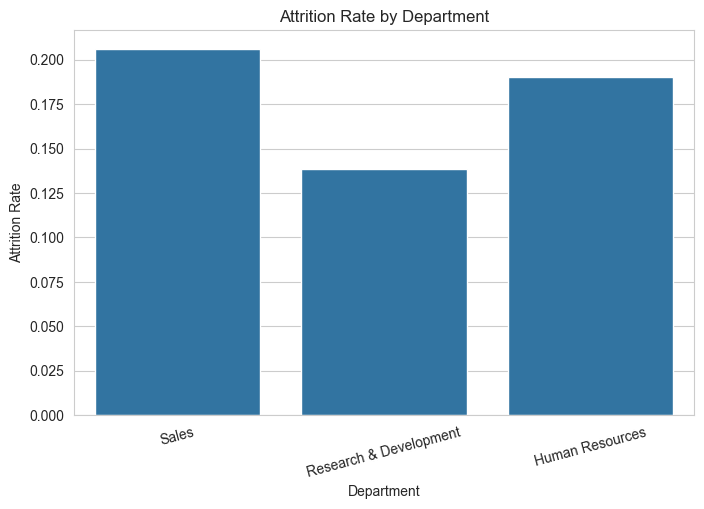 Attrition Rate by Department
Attrition Rate
0.200
0.175
0.150
0.125
0.100
0.075
0.050
0.025
0.000
Sales
Research & Development
Human Resources
Department